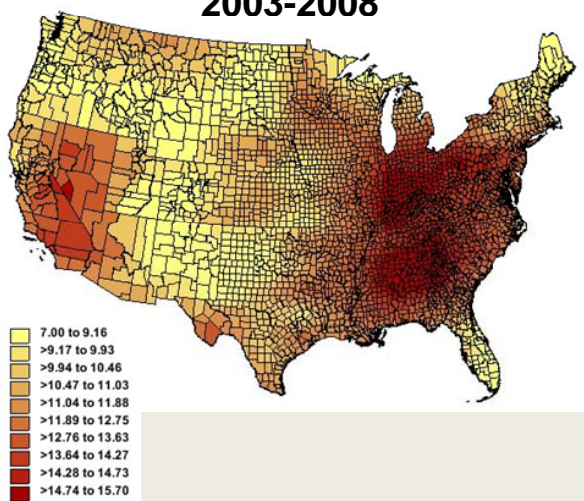 2003-2008
7.00 to 9.16
>9.17 to 9.93
>9.94 to 10.46
>10.47 to 11.03
>11.04 to 11.88
>11.89 to 12.75
>12.76 to 13.63
>13.64 to 14.27
>14.28 to 14.73
>14.74 to 15.70